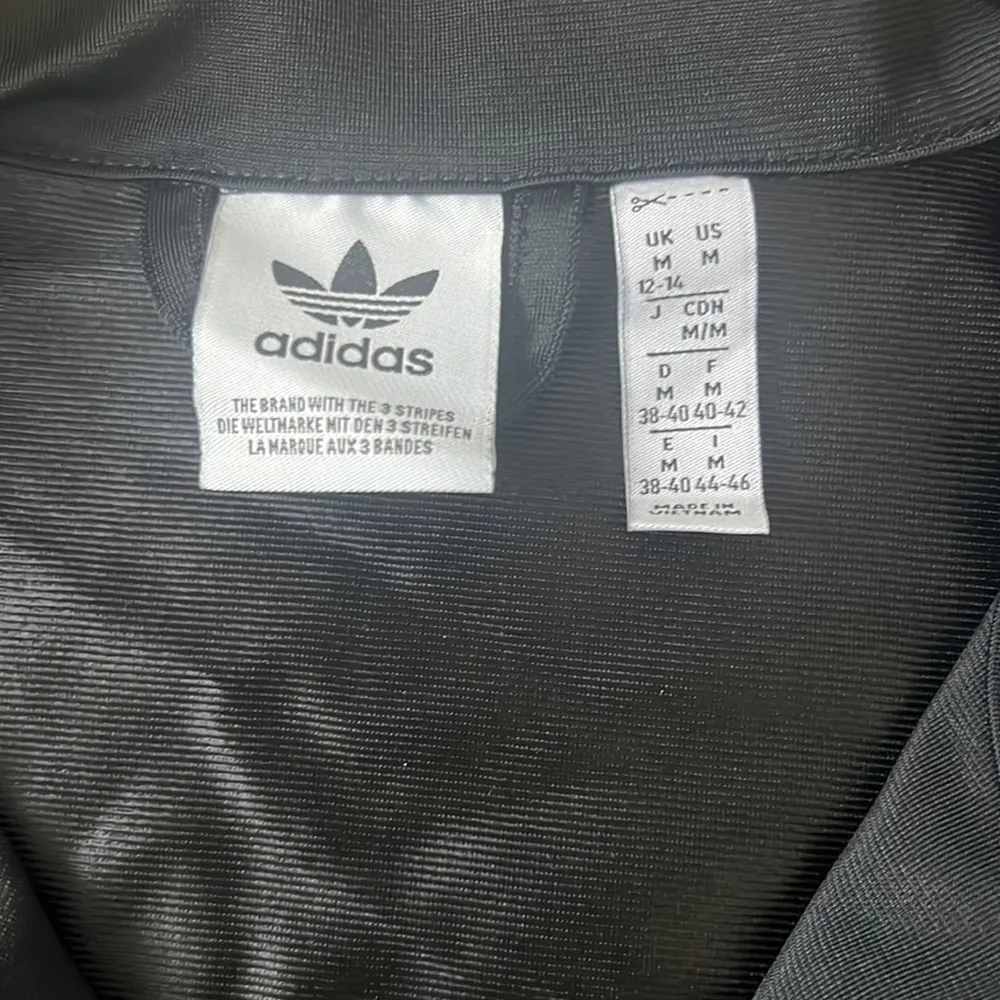 adidas
THE BRAND WITH THE 3 STRIPES
DIE WELTMARKE MIT DEN 3 STREIFEN
LA MARQUE AUX 3 BANDES
UK US
M M
12-14
J CDN
M/M
D F
M M
38-40 40-42
E I
M M
38-40 44-46
MADE IN
VIETNAM